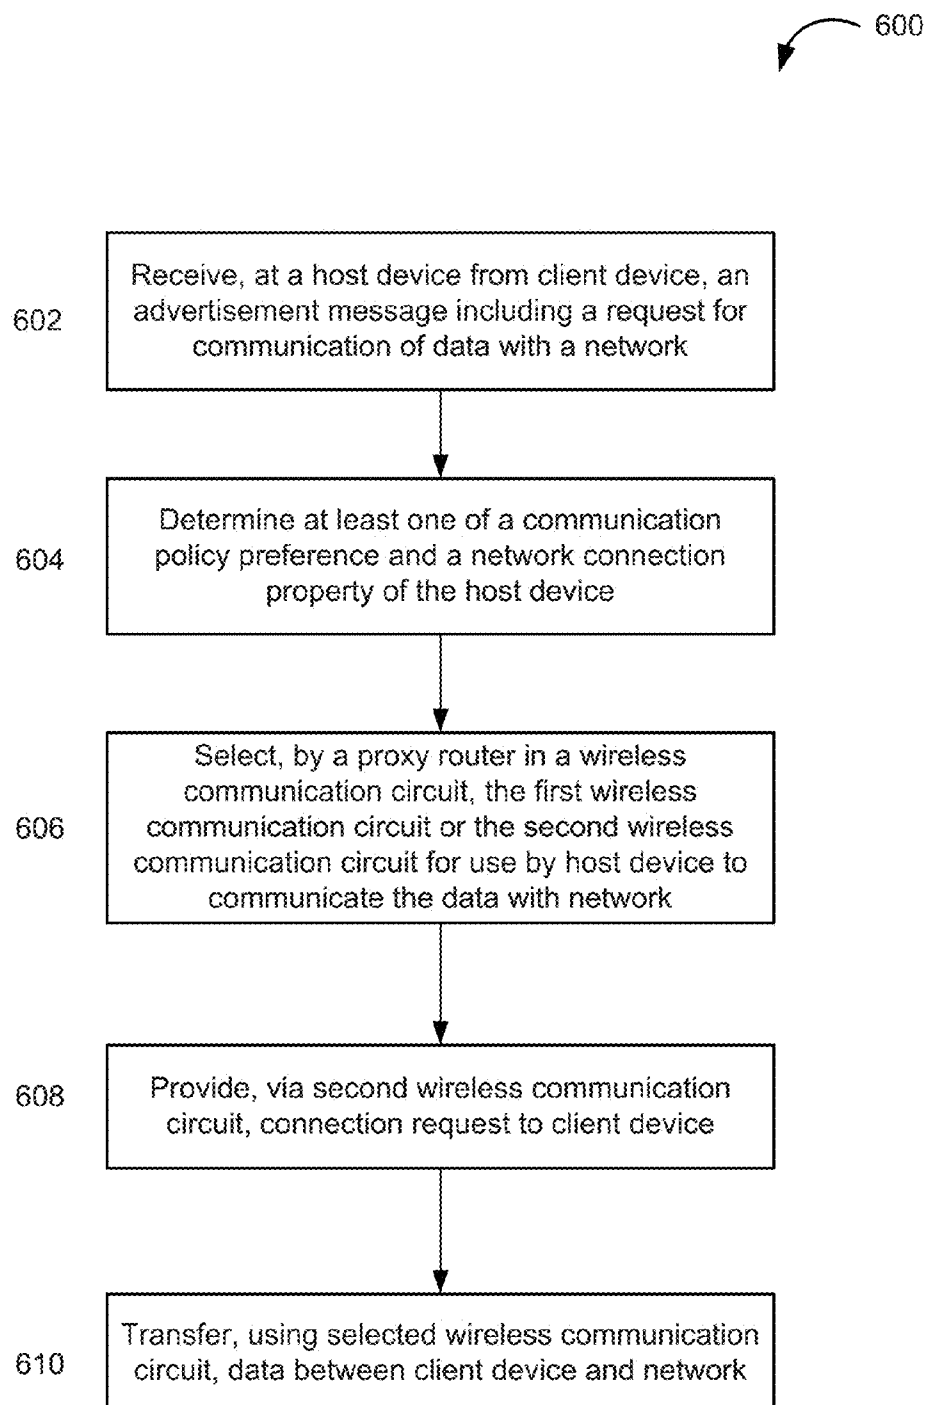 600
602
Receive, at a host device from client device, an
advertisement message including a request for
communication of data with a network
604
Determine at least one of a communication
policy preference and a network connection
property of the host device
606
Select, by a proxy router in a wireless
communication circuit, the first wireless
communication circuit or the second wireless
communication circuit for use by host device to
communicate the data with network
608
Provide, via second wireless communication
circuit, connection request to client device
610
Transfer, using selected wireless communication
circuit, data between client device and network